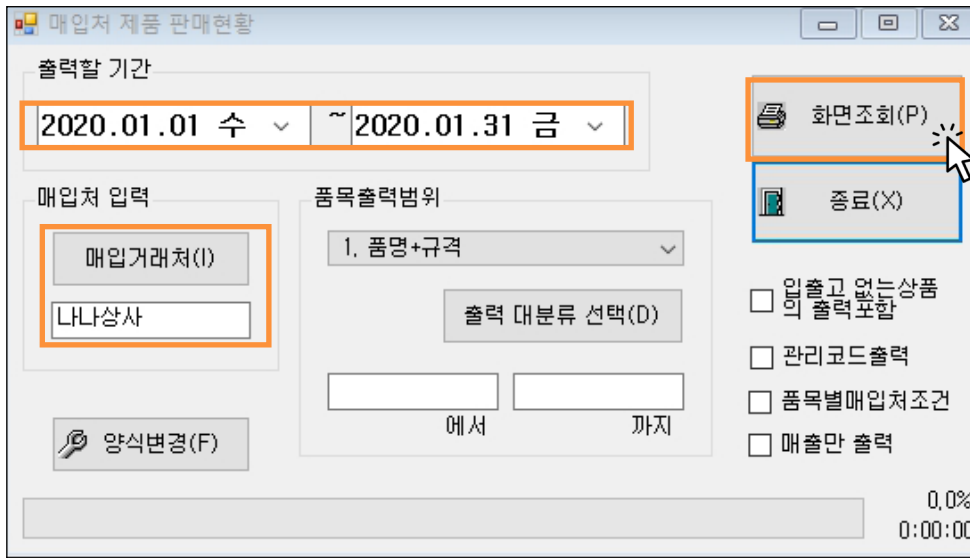 매입처 제품 판매현황
출력할 기간
2020.01.01 수 ~ 2020.01.31 금
화면조회(P)
종료(X)
매입처 입력
매입거래처(I)
나나상사
품목출력범위
1. 품명+규격
출력 대분류 선택(D)
에서
까지
입출고 없는상품
의 출력포함
관리코드출력
품목별매입처조건
매출만 출력
양식변경(F)
0.0%
0:00:00